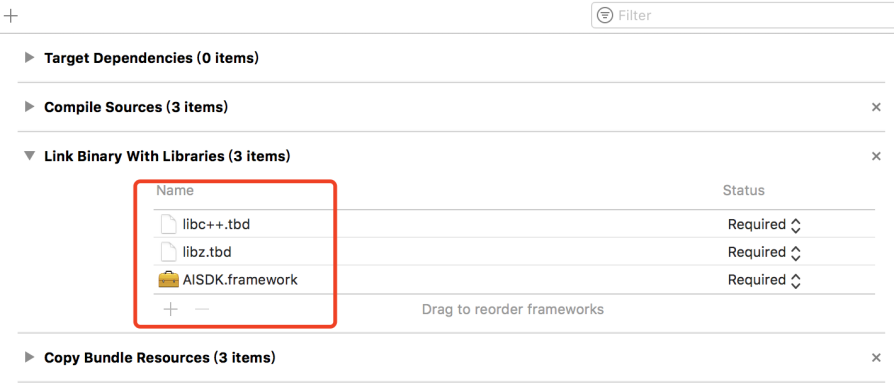 Filter
Target Dependencies (0 items)
Compile Sources (3 items)
Link Binary With Libraries (3 items)
Name Status
libc++.tbd Required
libz.tbd Required
AISDK.framework Required
Drag to reorder frameworks
Copy Bundle Resources (3 items)